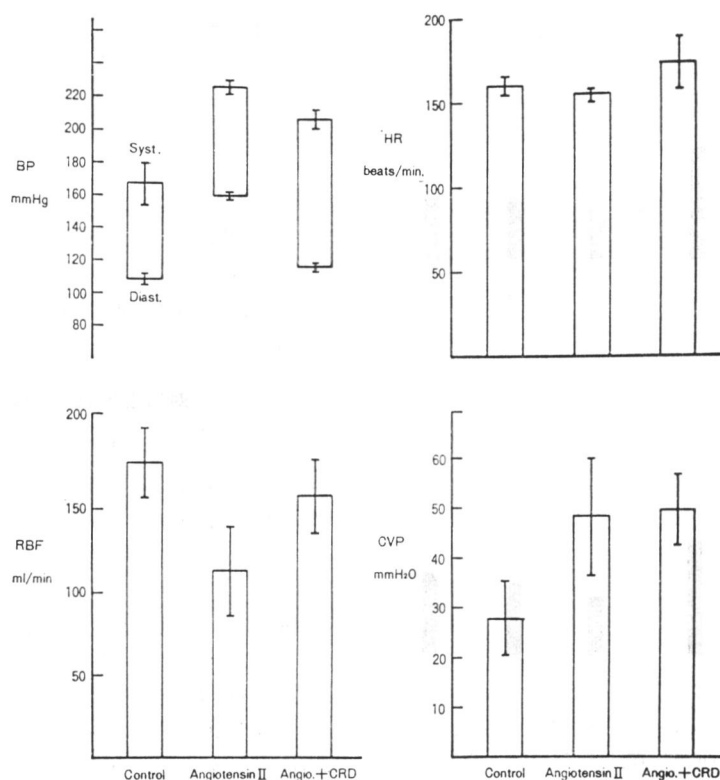 220
200
180
160
140
120
100
80
BP
mmHg
Syst.
Diast.
200
150
100
50
HR
beats/min.
200
150
100
50
RBF
ml/min
Control
Angiotensin II
Angio.+CRD
60
50
40
30
20
10
CVP
mmH₂O
Control
Angiotensin II
Angio.+CRD